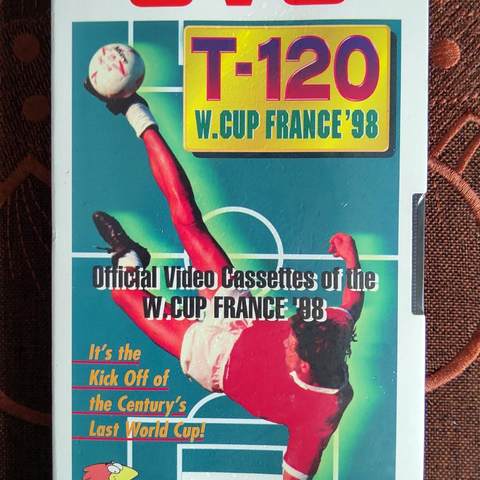 T-120
W.CUP FRANCE '98
Official Video Cassettes of the
W.CUP FRANCE '98
It's the
Kick Off of
the Century's
Last World Cup!